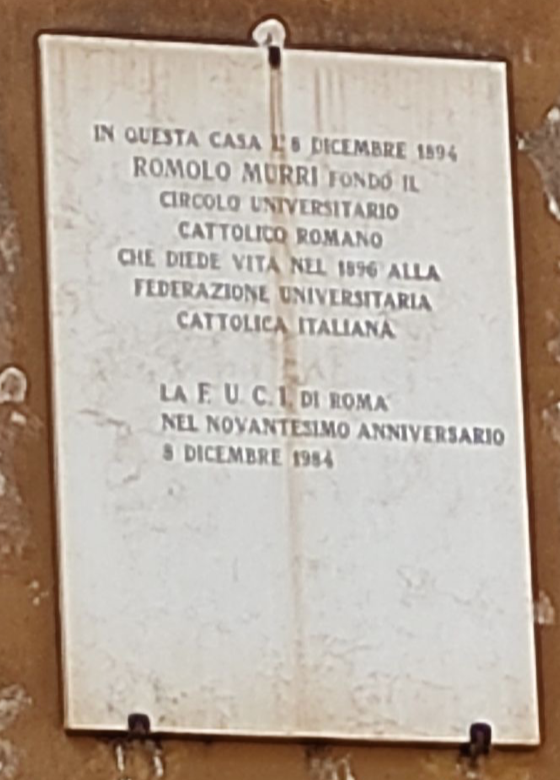 IN QUESTA CASA L'8 DICEMBRE 1894
ROMOLO MURRI FONDÒ IL
CIRCOLO UNIVERSITARIO
CATTOLICO ROMANO
CHE DIEDE VITA NEL 1896 ALLA
FEDERAZIONE UNIVERSITARIA
CATTOLICA ITALIANA
LA F. U. C. I. DI ROMA
NEL NOVANTESIMO ANNIVERSARIO
8 DICEMBRE 1984